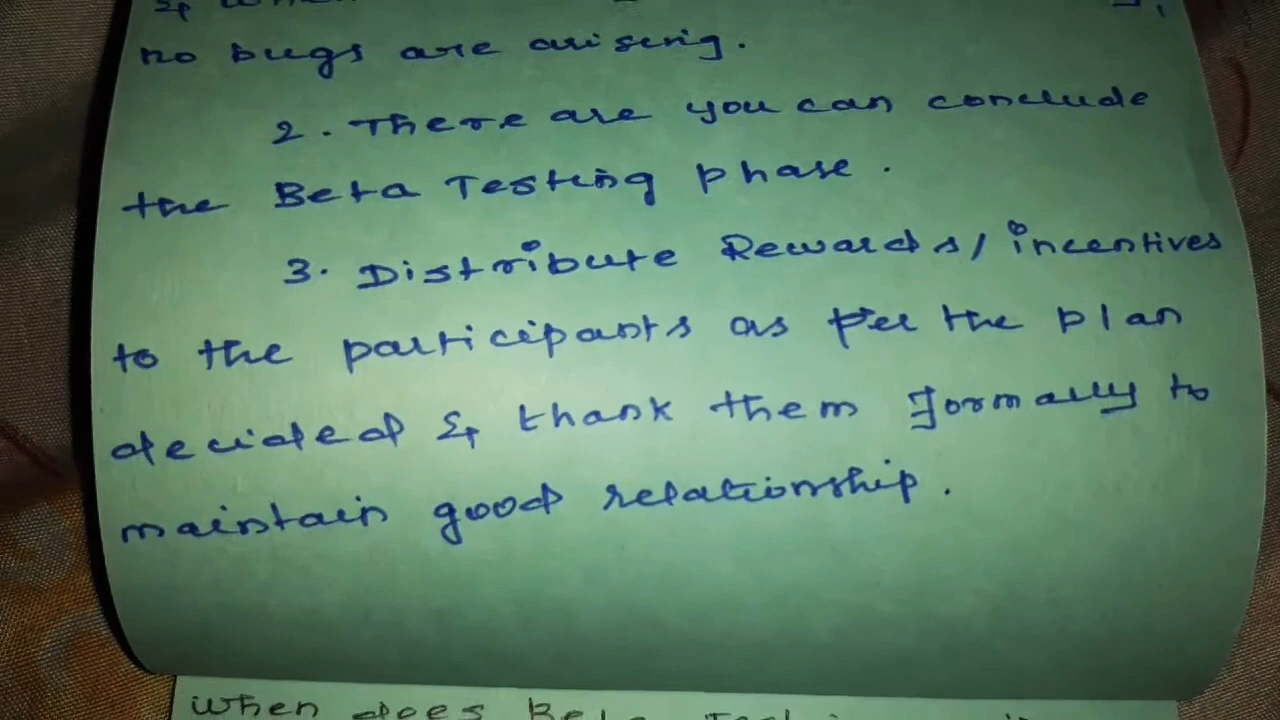 & when
no bugs are arising.
2. There are you can conclude
the Beta Testing phase.
3. Distribute Rewards/incentives
to the participants as per the plan
decided & thank them formally to
maintain good relationship.
When does Beta